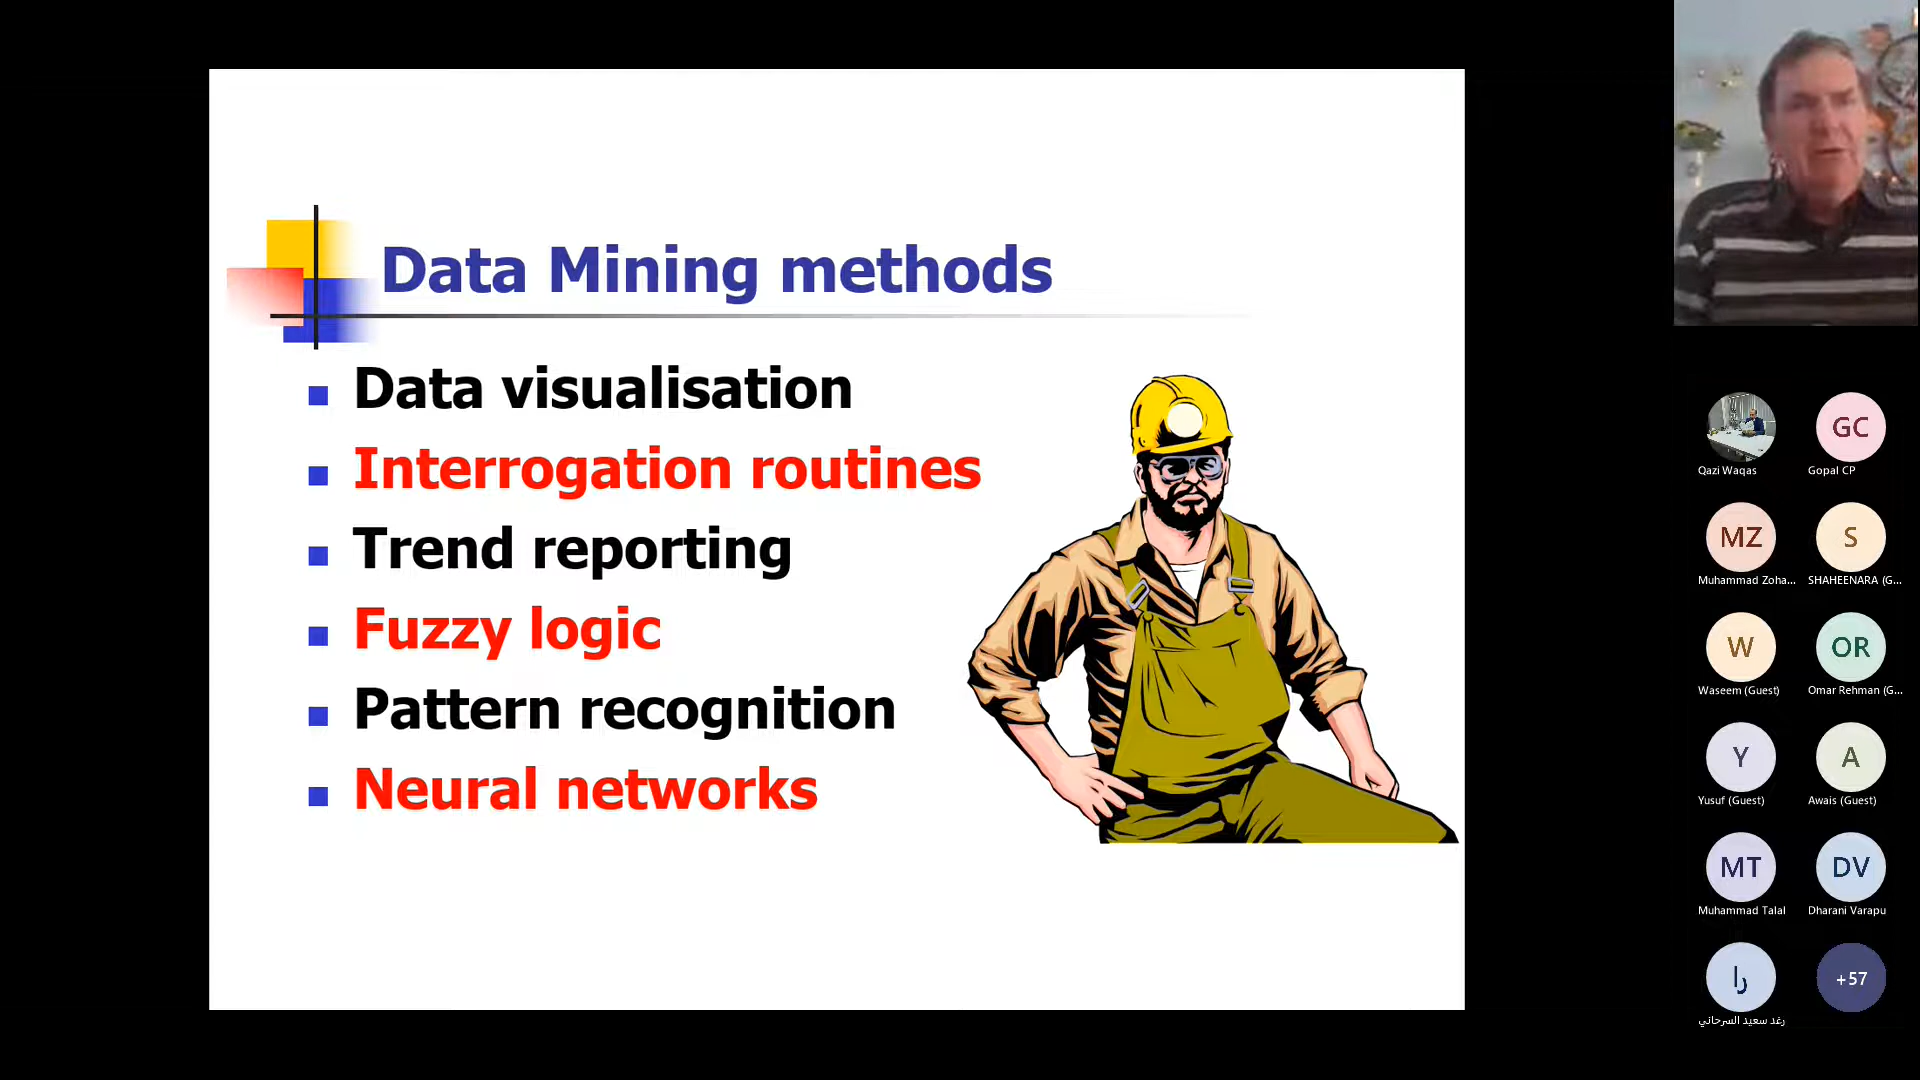 Data Mining methods
Data visualisation
Interrogation routines
Trend reporting
Fuzzy logic
Pattern recognition
Neural networks
Qazi Waqas
GC
Gopal CP
MZ
Muhammad Zoha...
S
SHAHEENARA (G...
W
Waseem (Guest)
OR
Omar Rehman (G...
Y
Yusuf (Guest)
A
Awais (Guest)
MT
Muhammad Talal
DV
Dharani Varapu
را
رغد سعيد السرحاني
+57